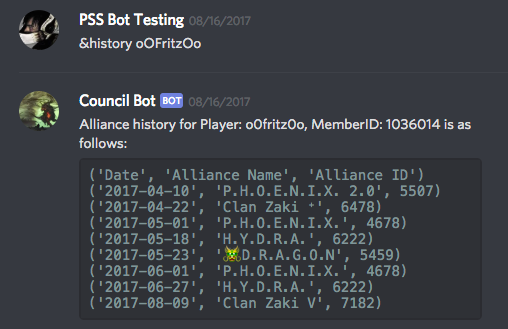 PSS Bot Testing 08/16/2017
&history oOFritzOo
Council Bot BOT 08/16/2017
Alliance history for Player: o0fritz0o, MemberID: 1036014 is as
follows:
('Date', 'Alliance Name', 'Alliance ID')
('2017-04-10', 'P.H.O.E.N.I.X. 2.0', 5507)
('2017-04-22', 'Clan Zaki ⁺', 6478)
('2017-05-01', 'P.H.O.E.N.I.X.', 4678)
('2017-05-18', 'H.Y.D.R.A.', 6222)
('2017-05-23', '☠️D.R.A.G.O.N', 5459)
('2017-06-01', 'P.H.O.E.N.I.X.', 4678)
('2017-06-27', 'H.Y.D.R.A.', 6222)
('2017-08-09', 'Clan Zaki V', 7182)